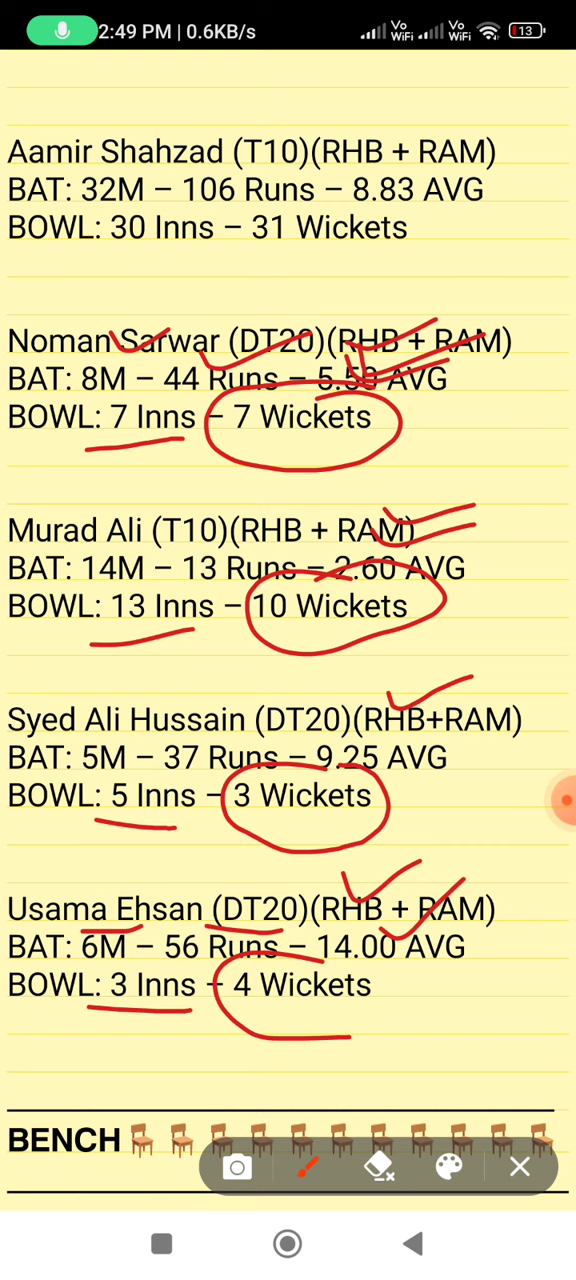 2:49 PM | 0.6KB/s
Vo WiFi
Vo WiFi
13
Aamir Shahzad (T10)(RHB + RAM)
BAT: 32M – 106 Runs – 8.83 AVG
BOWL: 30 Inns – 31 Wickets
Noman Sarwar (DT20)(RHB + RAM)
BAT: 8M – 44 Runs – 5.50 AVG
BOWL: 7 Inns – 7 Wickets
Murad Ali (T10)(RHB + RAM)
BAT: 14M – 13 Runs – 2.60 AVG
BOWL: 13 Inns – 10 Wickets
Syed Ali Hussain (DT20)(RHB+RAM)
BAT: 5M – 37 Runs – 9.25 AVG
BOWL: 5 Inns – 3 Wickets
Usama Ehsan (DT20)(RHB + RAM)
BAT: 6M – 56 Runs – 14.00 AVG
BOWL: 3 Inns – 4 Wickets
BENCH